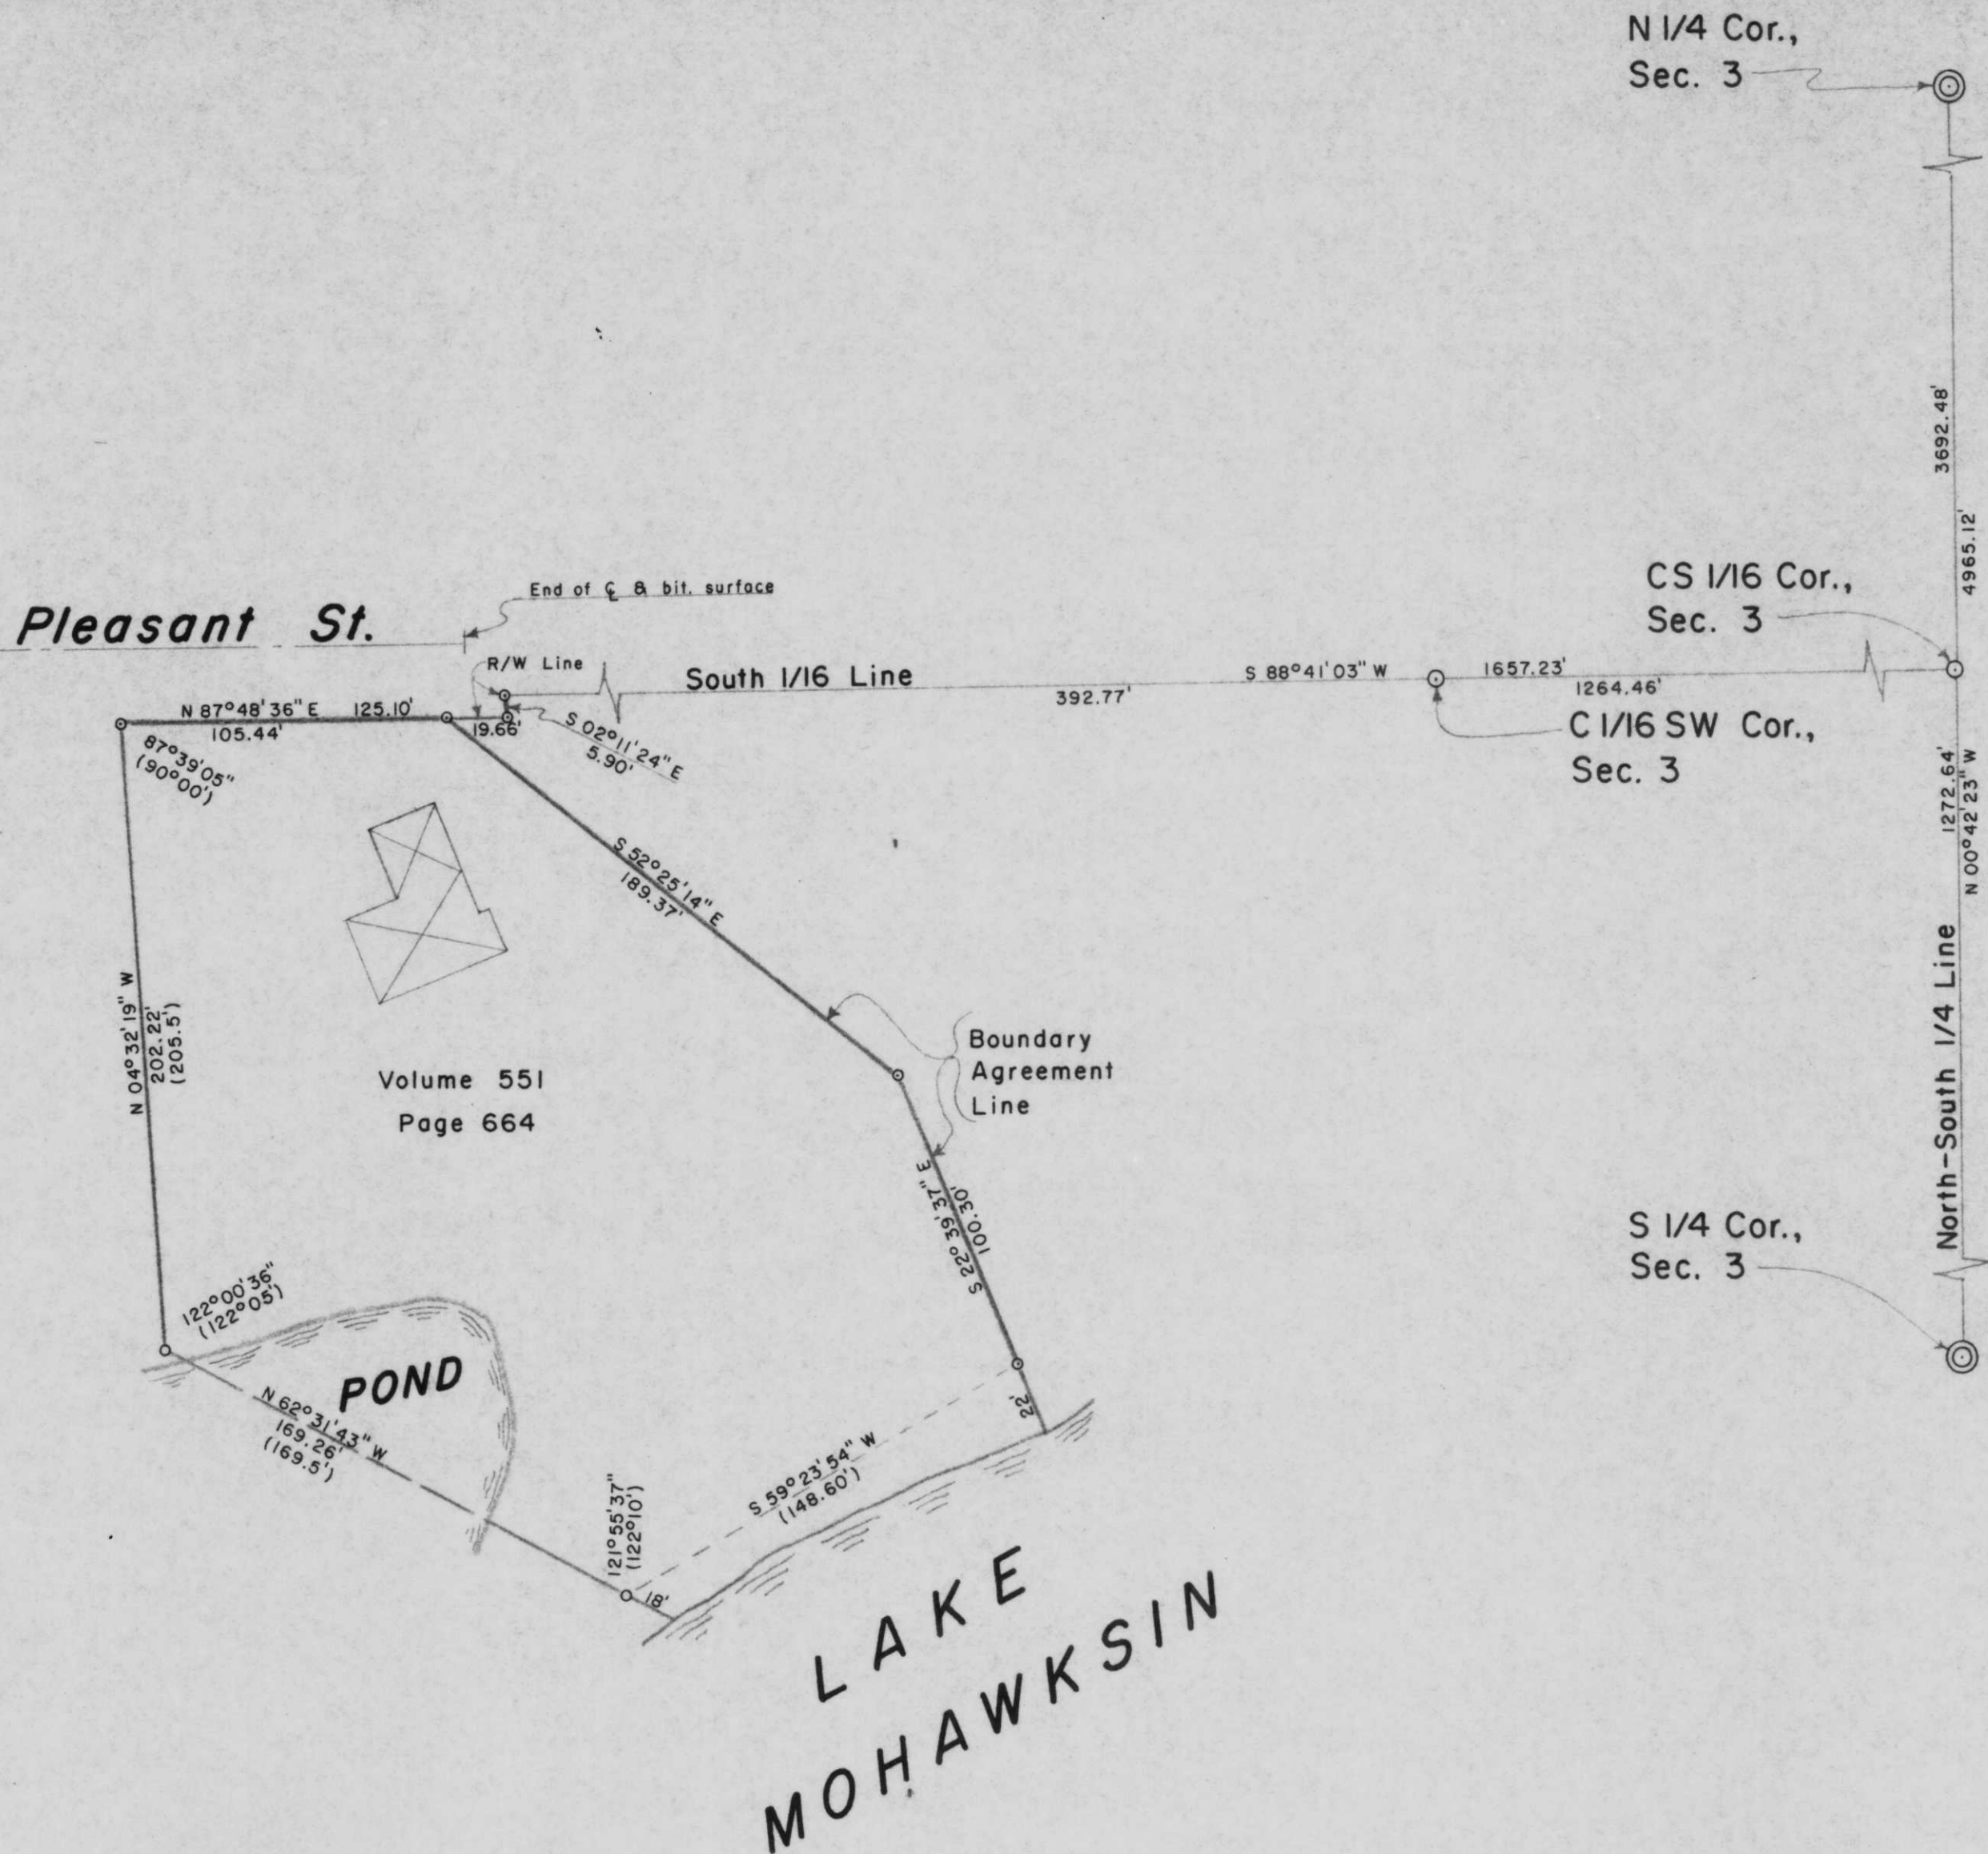 N 1/4 Cor.,
Sec. 3
3692.48'
4965.12'
CS 1/16 Cor.,
Sec. 3
End of ℄ & bit. surface
Pleasant St.
R/W Line
South 1/16 Line
392.77'
S 88°41'03" W
1657.23'
1264.46'
C 1/16 SW Cor.,
Sec. 3
N 87°48'36" E 125.10'
105.44'
19.66'
S 02°11'24" E
5.90'
87°39'05"
(90°00')
1272.64'
N 00°42'23" W
North-South 1/4 Line
S 52°25'14" E
189.37'
N 04°32'19" W
202.22'
(205.5')
Volume 551
Page 664
Boundary
Agreement
Line
S 22°39'37" E
100.30'
S 1/4 Cor.,
Sec. 3
122°00'36"
(122°05')
POND
N 62°31'43" W
169.26'
(169.5')
22'
S 59°23'54" W
(148.60')
121°55'37"
(122°10')
18'
LAKE
MOHAWKSIN